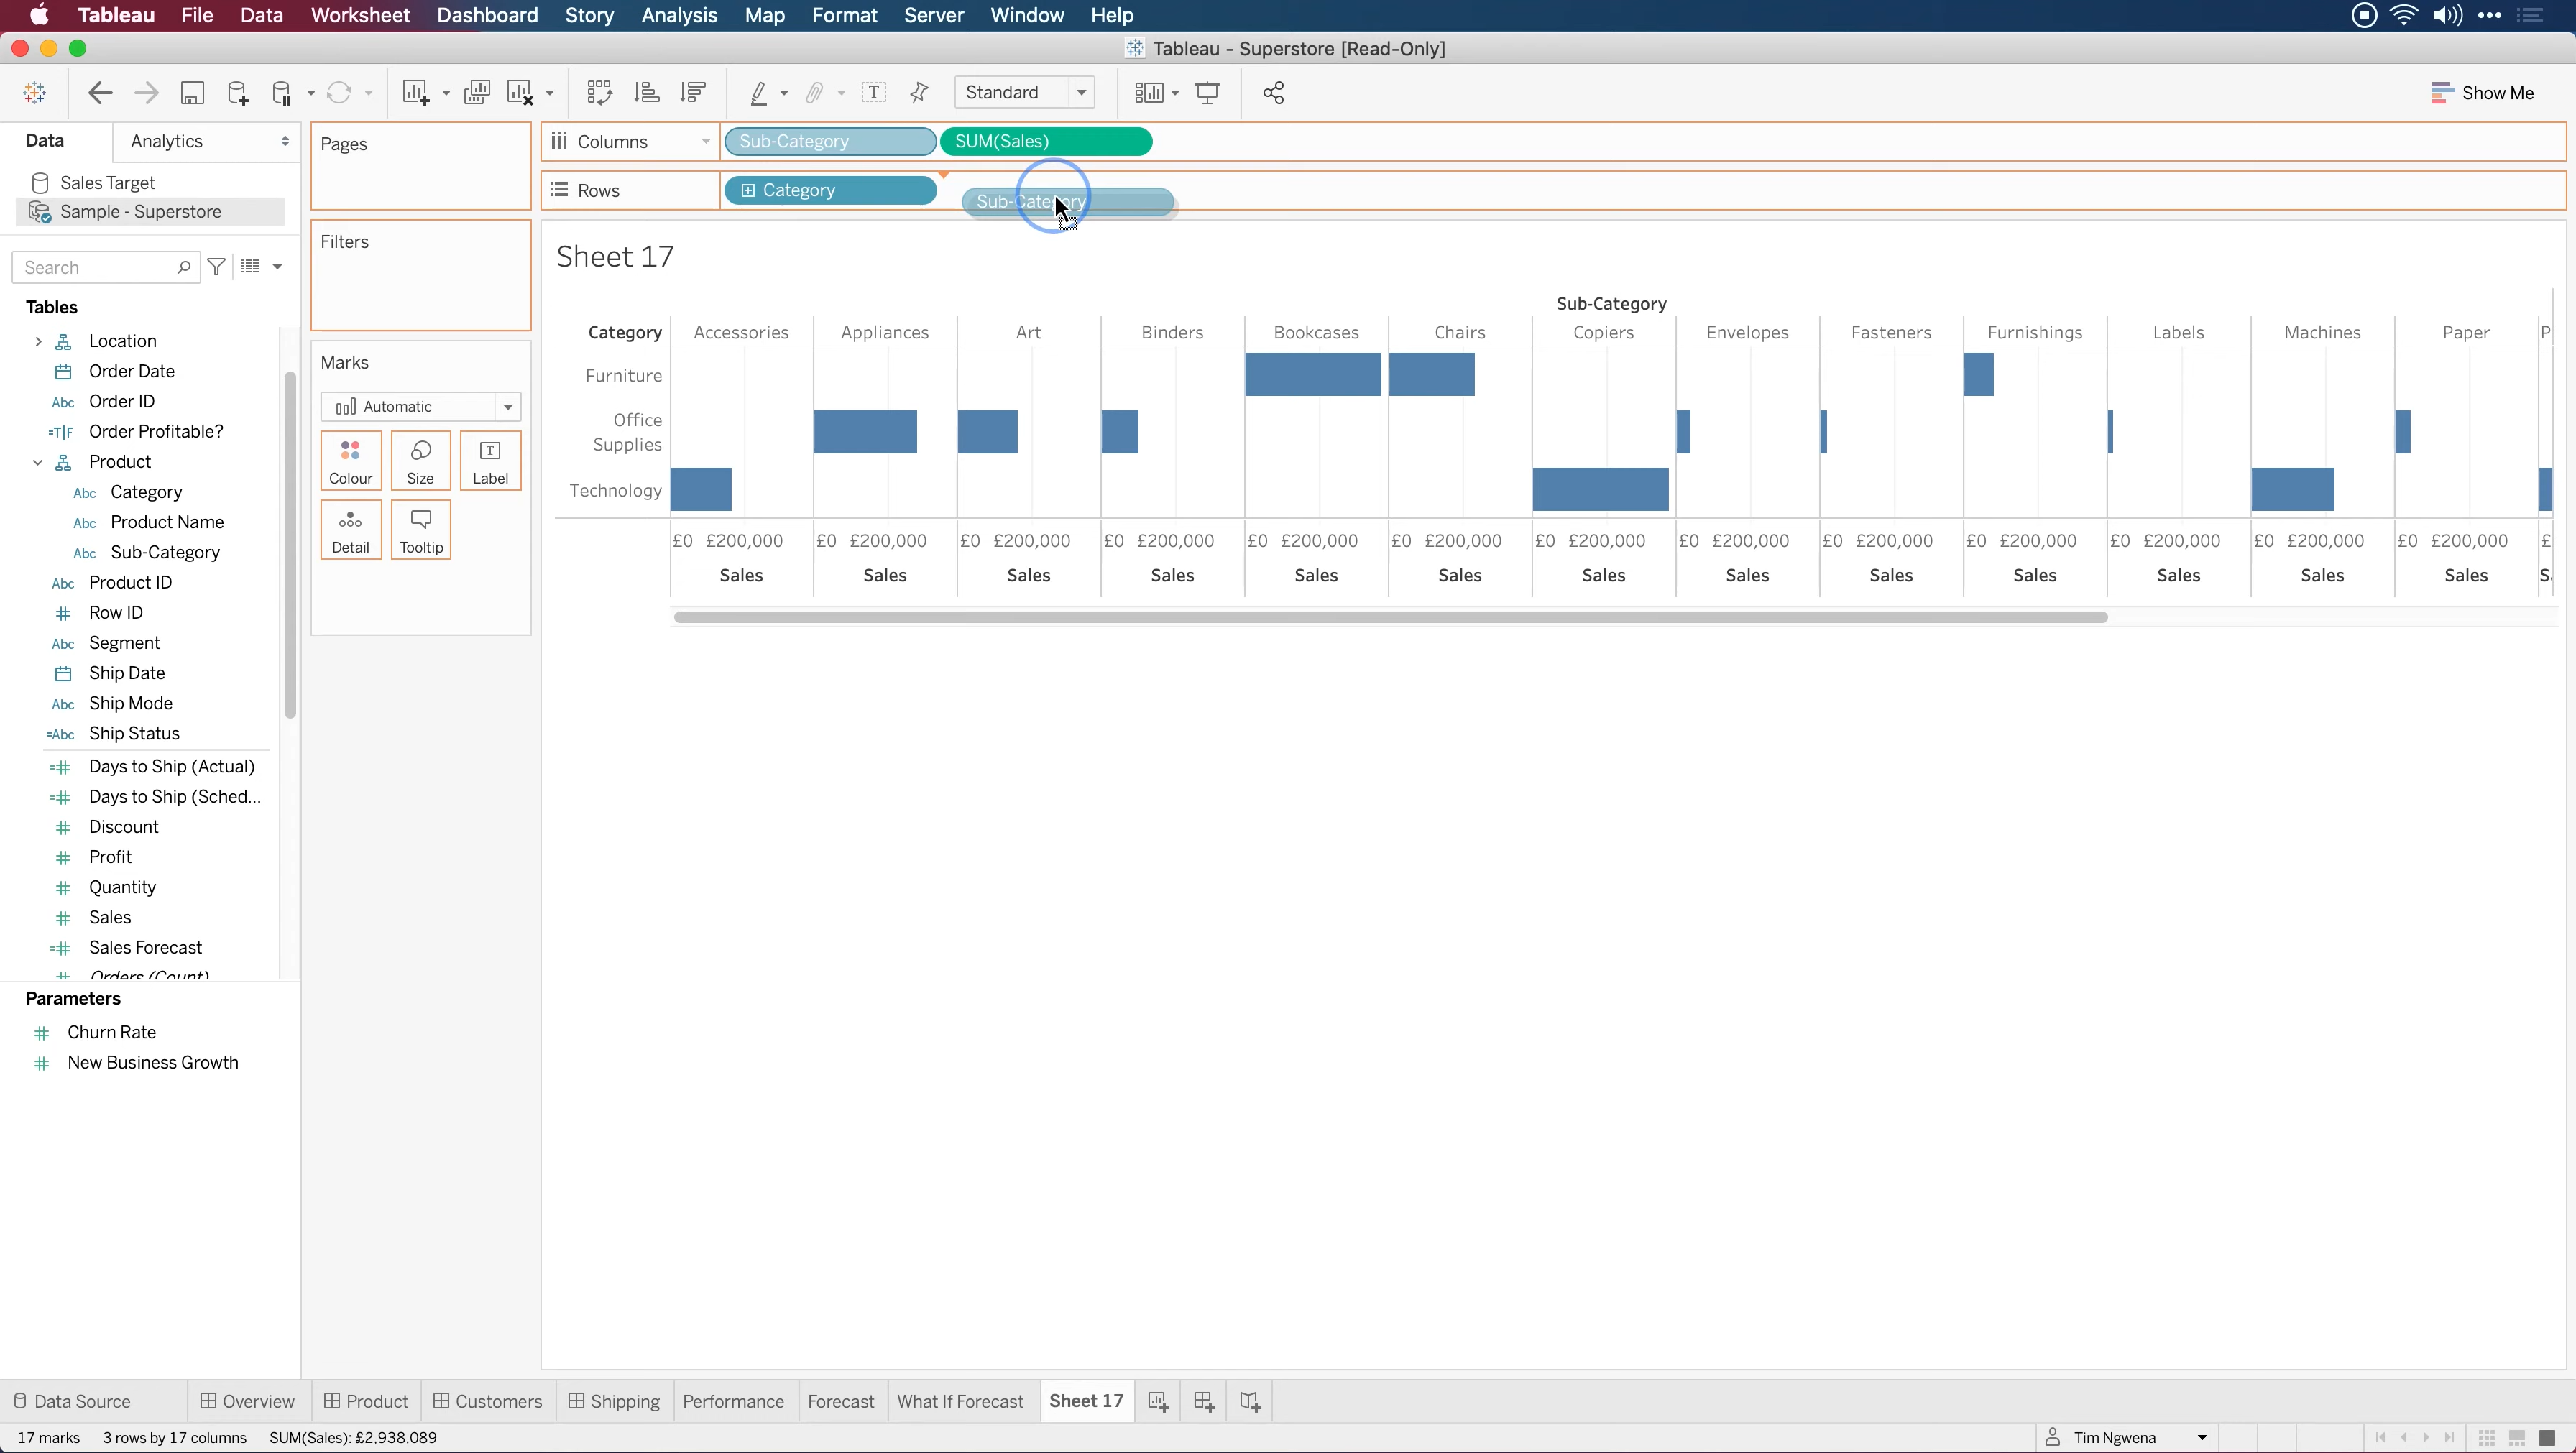 Tableau File Data Worksheet Dashboard Story Analysis Map Format Server Window Help
Tableau - Superstore [Read-Only]
Standard
Show Me
Data
Analytics
Sales Target
Sample - Superstore
Search
Tables
Location
Abc Order Date
Abc Order ID
=T|F Order Profitable?
Product
Abc Category
Abc Product Name
Abc Sub-Category
Abc Product ID
# Row ID
Abc Segment
Ship Date
Abc Ship Mode
=Abc Ship Status
=# Days to Ship (Actual)
=# Days to Ship (Sched...
# Discount
# Profit
# Quantity
# Sales
=# Sales Forecast
# Orders (Count)
Parameters
# Churn Rate
# New Business Growth
Pages
Filters
Marks
Automatic
Colour Size Label
Detail Tooltip
Columns Sub-Category SUM(Sales)
Rows Category Sub-Category
Sheet 17
Sub-Category
Category Accessories Appliances Art Binders Bookcases Chairs Copiers Envelopes Fasteners Furnishings Labels Machines Paper
Furniture
Office
Supplies
Technology
£0 £200,000 £0 £200,000 £0 £200,000 £0 £200,000 £0 £200,000 £0 £200,000 £0 £200,000 £0 £200,000 £0 £200,000 £0 £200,000 £0 £200,000 £0 £200,000 £0 £200,000
Sales Sales Sales Sales Sales Sales Sales Sales Sales Sales Sales Sales Sales
Data Source Overview Product Customers Shipping Performance Forecast What If Forecast Sheet 17
17 marks 3 rows by 17 columns SUM(Sales): £2,938,089
Tim Ngwena